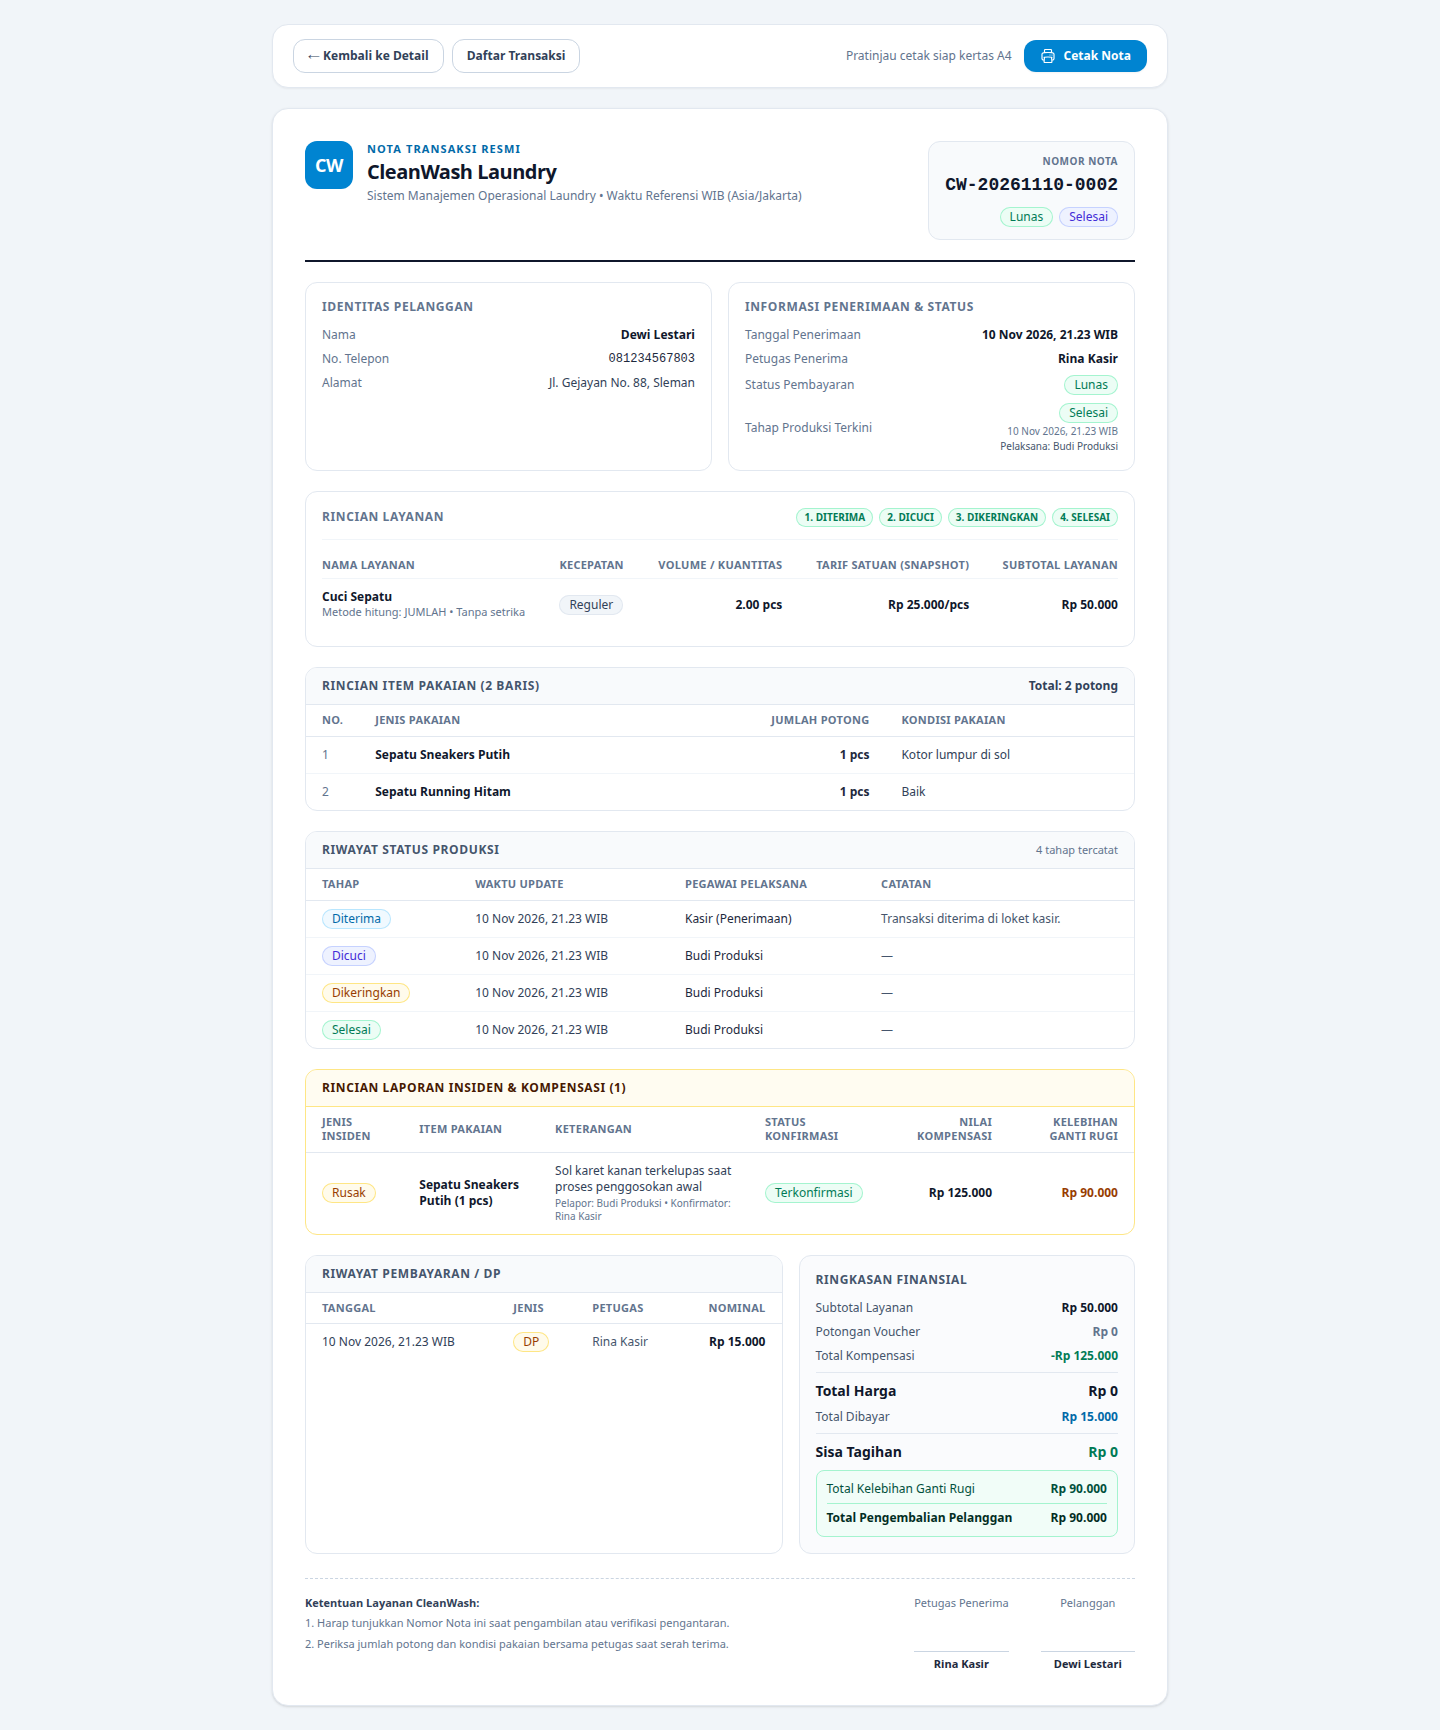 ← Kembali ke Detail
Daftar Transaksi
Pratinjau cetak siap kertas A4
Cetak Nota
CW
NOTA TRANSAKSI RESMI
CleanWash Laundry
Sistem Manajemen Operasional Laundry • Waktu Referensi WIB (Asia/Jakarta)
NOMOR NOTA
CW-20261110-0002
Lunas Selesai
IDENTITAS PELANGGAN
Nama Dewi Lestari
No. Telepon 081234567803
Alamat Jl. Gejayan No. 88, Sleman
INFORMASI PENERIMAAN & STATUS
Tanggal Penerimaan 10 Nov 2026, 21.23 WIB
Petugas Penerima Rina Kasir
Status Pembayaran Lunas
Tahap Produksi Terkini Selesai
10 Nov 2026, 21.23 WIB
Pelaksana: Budi Produksi
RINCIAN LAYANAN 1. DITERIMA 2. DICUCI 3. DIKERINGKAN 4. SELESAI
NAMA LAYANAN KECEPATAN VOLUME / KUANTITAS TARIF SATUAN (SNAPSHOT) SUBTOTAL LAYANAN
Cuci Sepatu Reguler 2.00 pcs Rp 25.000/pcs Rp 50.000
Metode hitung: JUMLAH • Tanpa setrika
RINCIAN ITEM PAKAIAN (2 BARIS) Total: 2 potong
NO. JENIS PAKAIAN JUMLAH POTONG KONDISI PAKAIAN
1 Sepatu Sneakers Putih 1 pcs Kotor lumpur di sol
2 Sepatu Running Hitam 1 pcs Baik
RIWAYAT STATUS PRODUKSI 4 tahap tercatat
TAHAP WAKTU UPDATE PEGAWAI PELAKSANA CATATAN
Diterima 10 Nov 2026, 21.23 WIB Kasir (Penerimaan) Transaksi diterima di loket kasir.
Dicuci 10 Nov 2026, 21.23 WIB Budi Produksi —
Dikeringkan 10 Nov 2026, 21.23 WIB Budi Produksi —
Selesai 10 Nov 2026, 21.23 WIB Budi Produksi —
RINCIAN LAPORAN INSIDEN & KOMPENSASI (1)
JENIS INSIDEN ITEM PAKAIAN KETERANGAN STATUS KONFIRMASI NILAI KOMPENSASI KELEBIHAN GANTI RUGI
Rusak
Sepatu Sneakers
Putih (1 pcs)
Sol karet kanan terkelupas saat
proses penggosokan awal
Pelapor: Budi Produksi • Konfirmator:
Rina Kasir
Terkonfirmasi
Rp 125.000
Rp 90.000
RIWAYAT PEMBAYARAN / DP
TANGGAL JENIS PETUGAS NOMINAL
10 Nov 2026, 21.23 WIB DP Rina Kasir Rp 15.000
RINGKASAN FINANSIAL
Subtotal Layanan Rp 50.000
Potongan Voucher Rp 0
Total Kompensasi -Rp 125.000
Total Harga Rp 0
Total Dibayar Rp 15.000
Sisa Tagihan Rp 0
Total Kelebihan Ganti Rugi Rp 90.000
Total Pengembalian Pelanggan Rp 90.000
Ketentuan Layanan CleanWash:
1. Harap tunjukkan Nomor Nota ini saat pengambilan atau verifikasi pengantaran.
2. Periksa jumlah potong dan kondisi pakaian bersama petugas saat serah terima.
Petugas Penerima Pelanggan
Rina Kasir Dewi Lestari